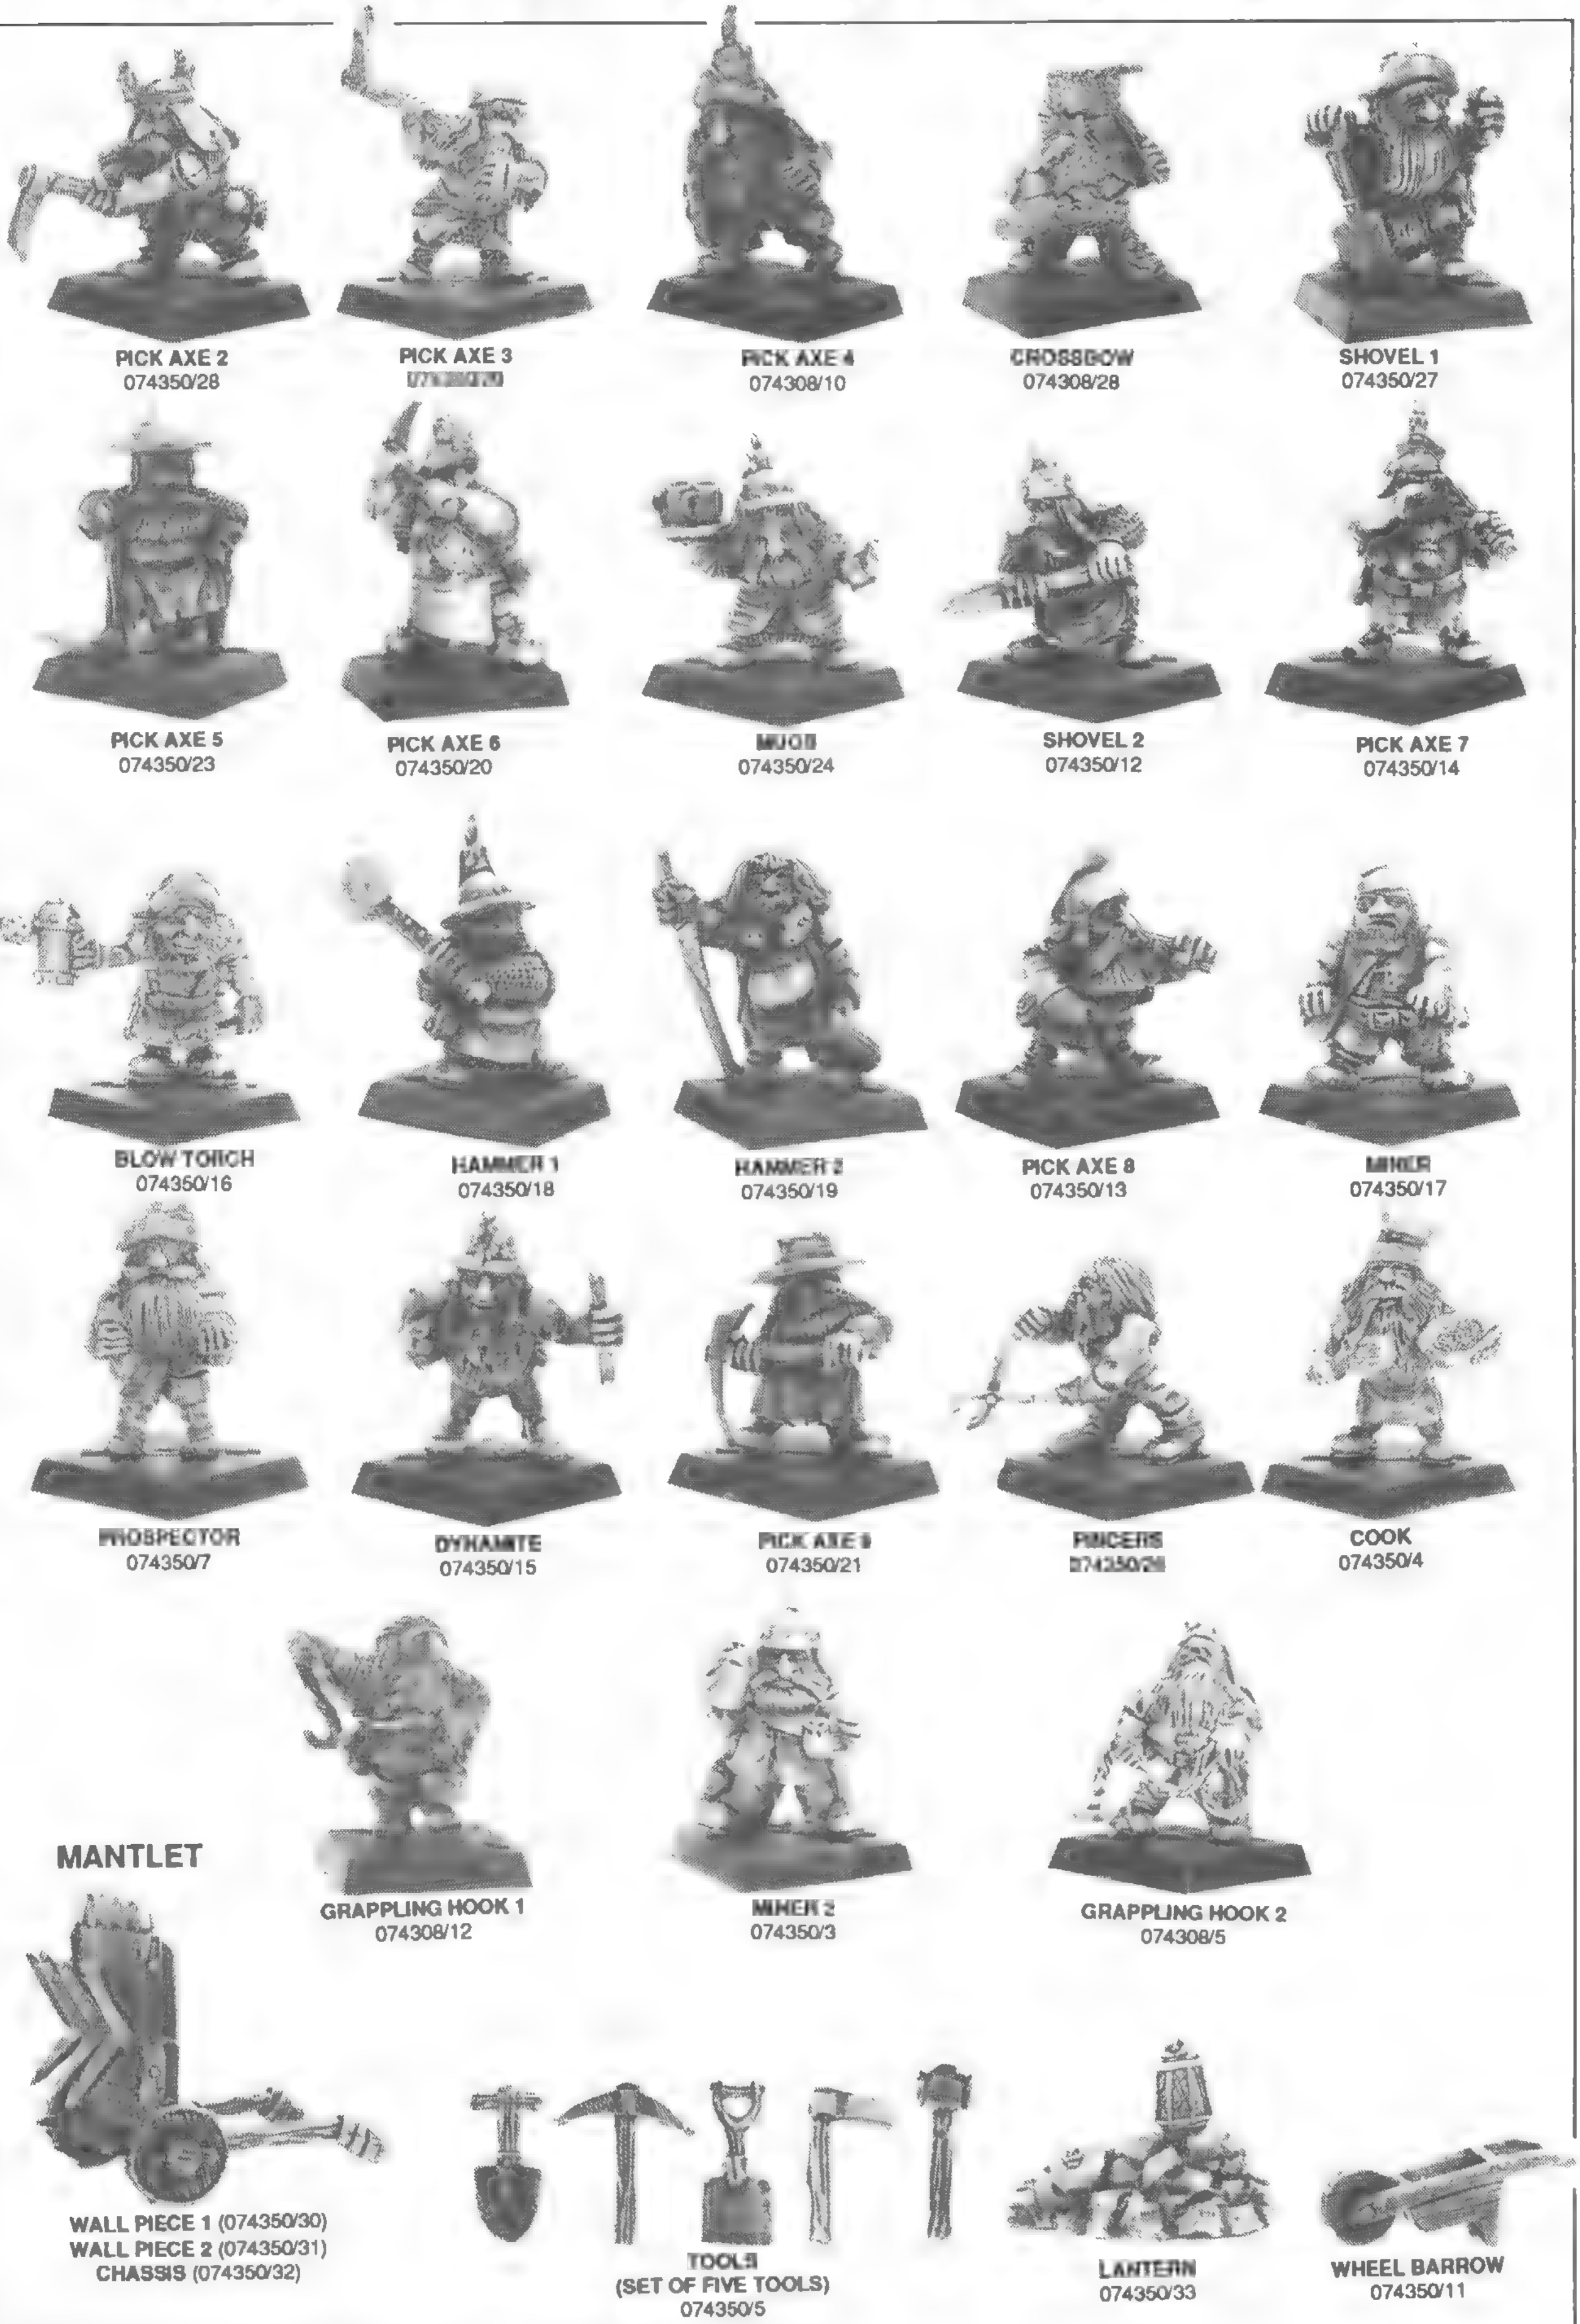 PICK AXE 2
074350/28
PICK AXE 3
PICK AXE 4
074308/10
CROSSBOW
074308/28
SHOVEL 1
074350/27
PICK AXE 5
074350/23
PICK AXE 6
074350/20
074350/24
SHOVEL 2
074350/12
PICK AXE 7
074350/14
BLOW TORCH
074350/16
HAMMER 1
074350/18
HAMMER 2
074350/19
PICK AXE 8
074350/13
MINER
074350/17
PROSPECTOR
074350/7
DYNAMITE
074350/15
PICK AXE 9
074350/21
PINCERS
COOK
074350/4
GRAPPLING HOOK 1
074308/12
MINER 2
074350/3
GRAPPLING HOOK 2
074308/5
MANTLET
WALL PIECE 1 (074350/30)
WALL PIECE 2 (074350/31)
CHASSIS (074350/32)
TOOLS
(SET OF FIVE TOOLS)
074350/5
LANTERN
074350/33
WHEEL BARROW
074350/11